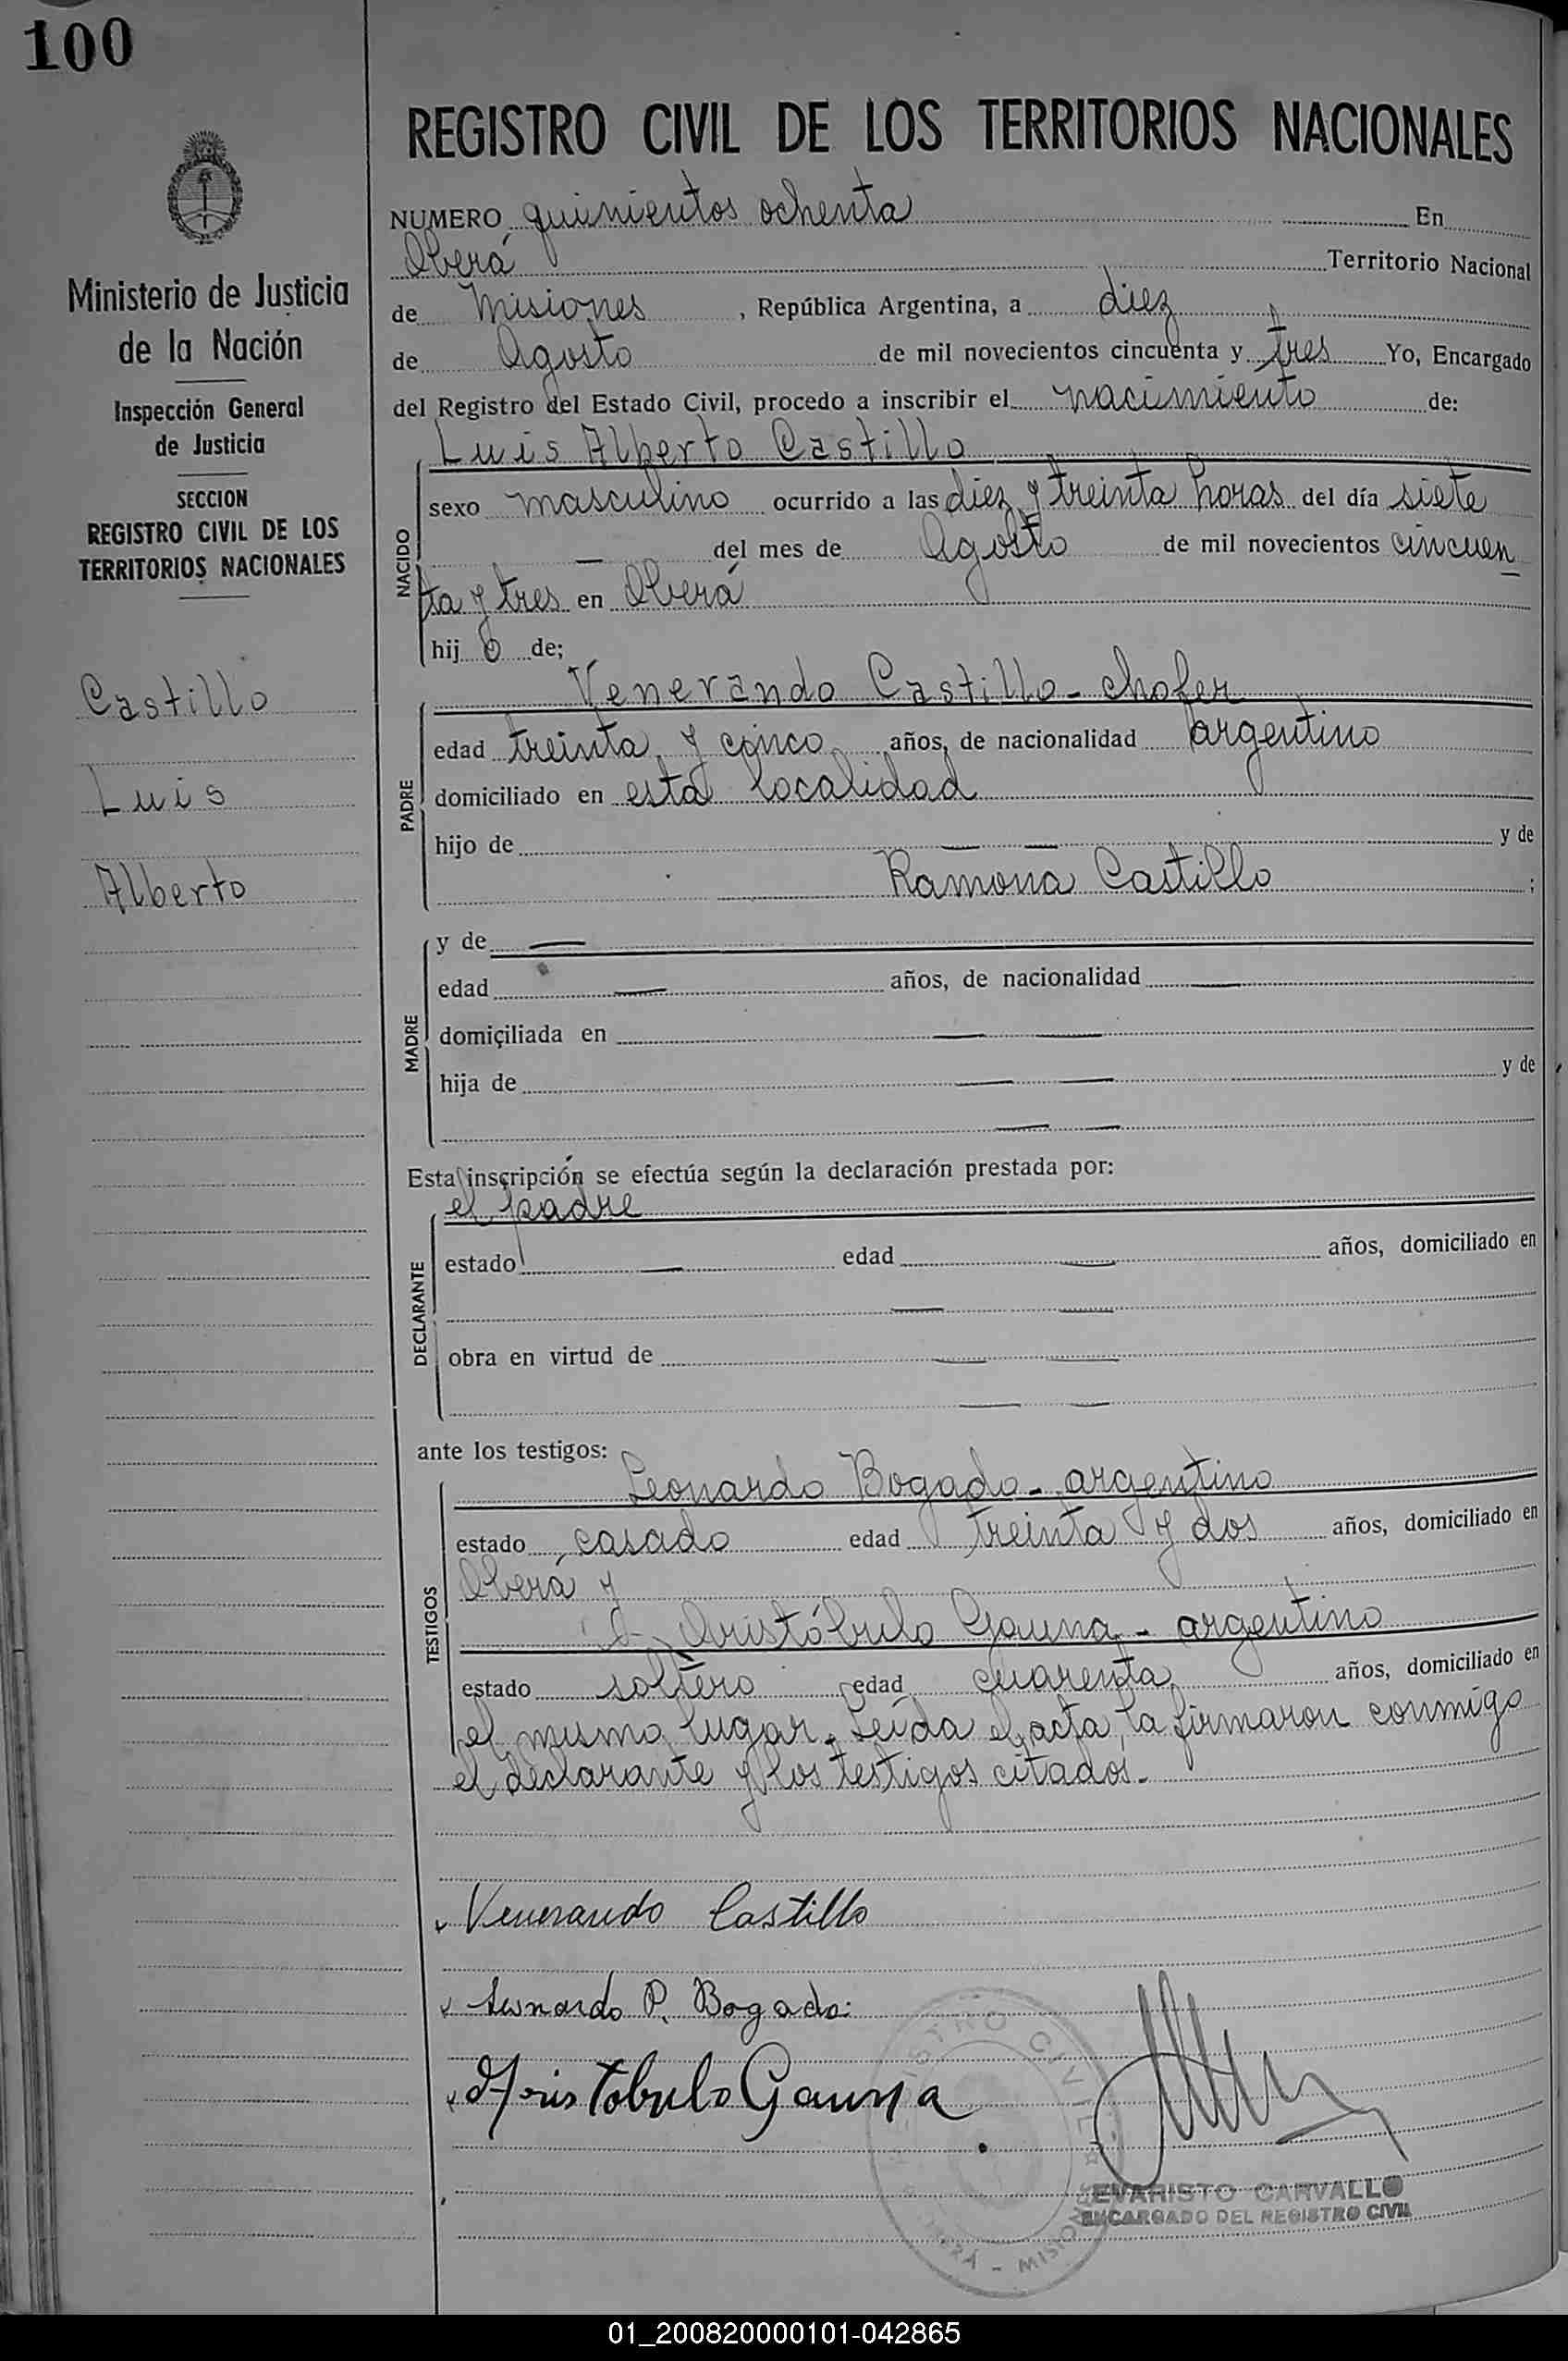 100
REGISTRO CIVIL DE LOS TERRITORIOS NACIONALES
Ministerio de Justicia
de la Nación
Inspección General
de Justicia
SECCION
REGISTRO CIVIL DE LOS
TERRITORIOS NACIONALES
Castillo
Luis
Alberto
NUMERO quinientos ochenta En
Oberá Territorio Nacional
de Misiones, República Argentina, a diez
de Agosto de mil novecientos cincuenta y tres Yo, Encargado
del Registro del Estado Civil, procedo a inscribir el nacimiento de:
NACIDO
Luis Alberto Castillo
sexo masculino ocurrido a las diez y treinta horas del día siete
— del mes de Agosto de mil novecientos cincuen
ta y tres en Oberá
hijo de;
PADRE
Venerando Castillo - chofer
edad treinta y cinco años, de nacionalidad argentino
domiciliado en esta localidad
hijo de — — y de
Ramona Castillo ;
MADRE
y de —
edad — años, de nacionalidad —
domiciliada en — —
hija de — — y de
— —
Esta inscripción se efectúa según la declaración prestada por:
DECLARANTE
el padre
estado — edad — años, domiciliado en
— —
obra en virtud de — —
— —
ante los testigos:
TESTIGOS
Leonardo Bogado - argentino
estado casado edad treinta y dos años, domiciliado en
Oberá y
Aristóbulo Gauna - argentino
estado soltero edad cuarenta años, domiciliado en
el mismo lugar. Leída el acta, la firmaron conmigo
el declarante y los testigos citados.-
Venerando Castillo
Leonardo P. Bogado
Aristobulo Gauna
REGISTRO CIVIL
OBERÁ - MISIONES
EVARISTO CARVALLO
ENCARGADO DEL REGISTRO CIVIL
01_200820000101-042865